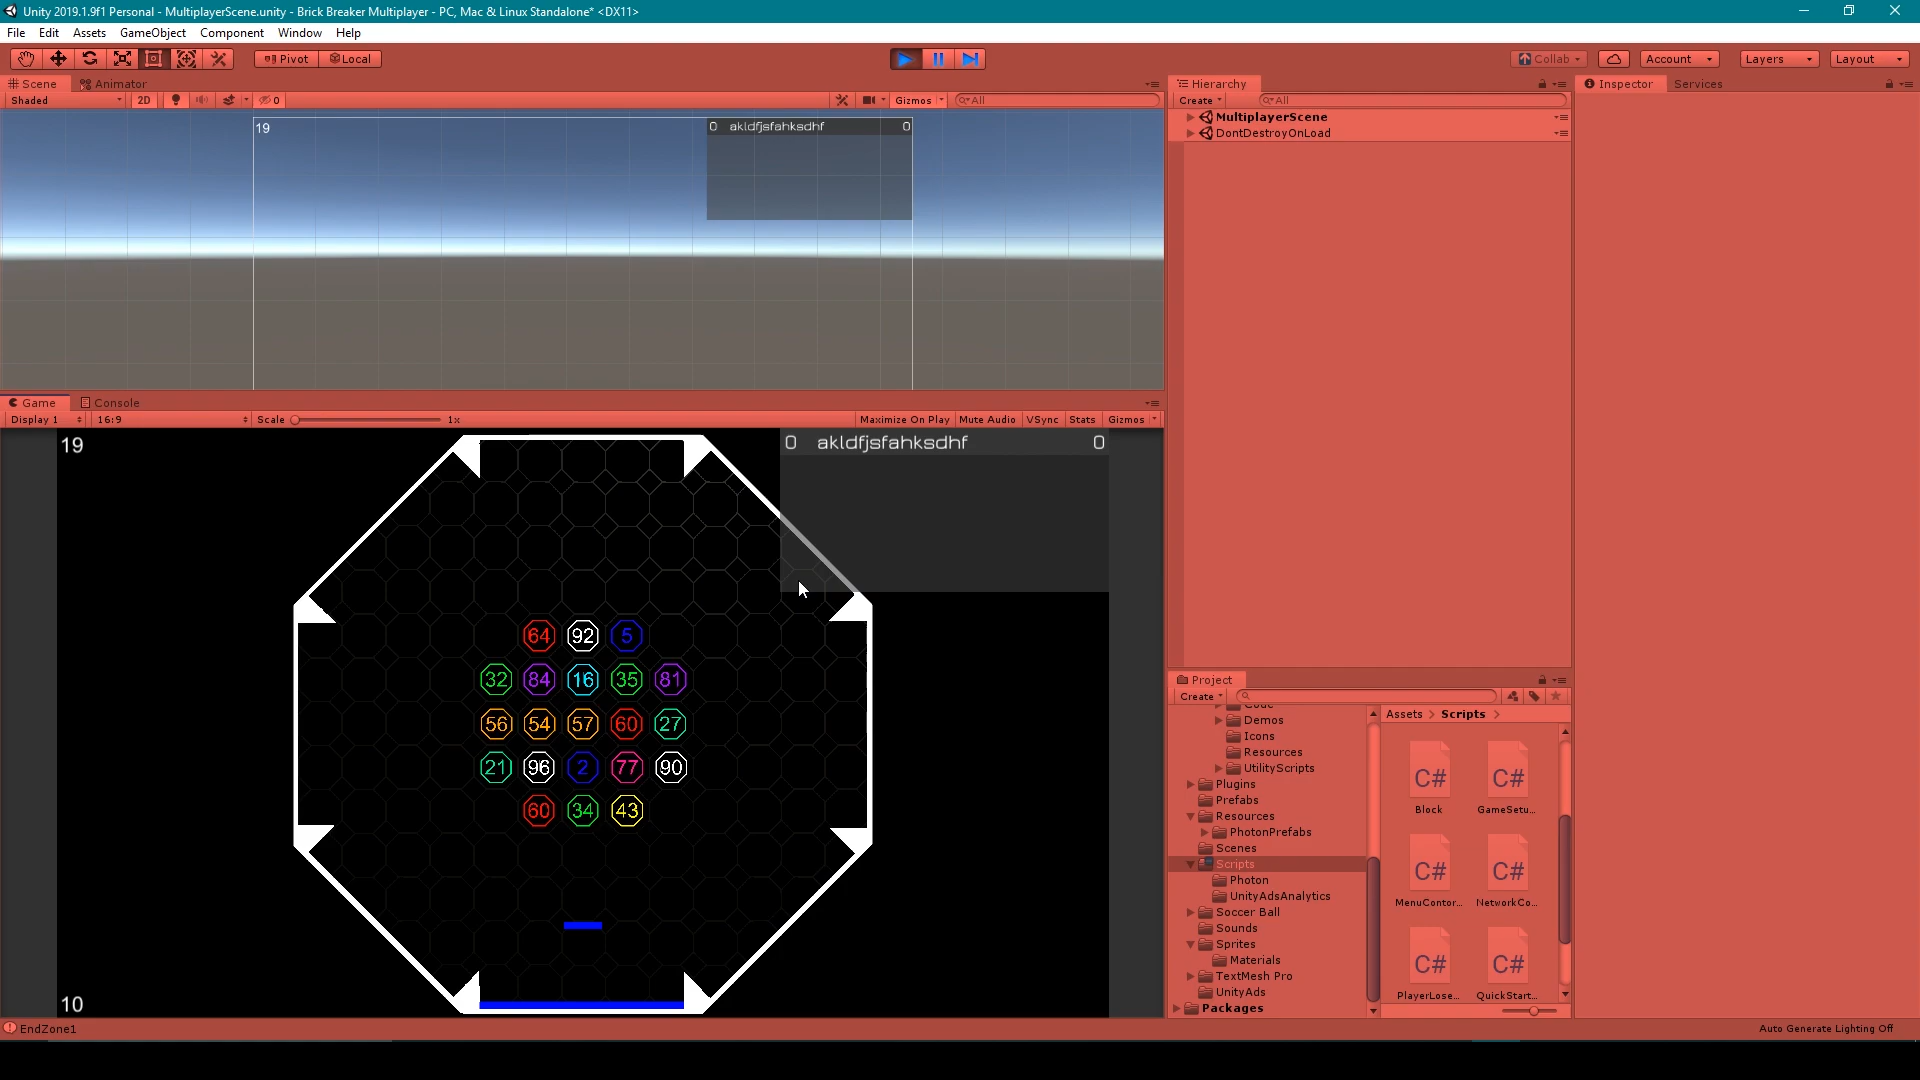 Unity 2019.1.9f1 Personal - MultiplayerScene.unity - Brick Breaker Multiplayer - PC, Mac & Linux Standalone* <DX11>
File Edit Assets GameObject Component Window Help
Pivot Local Collab Account Layers Layout
Scene Animator
Shaded 2D 0 Gizmos All
19
0 akldfjsfahksdhf 0
Game Console
Display 1 16:9 Scale 1x Maximize On Play Mute Audio VSync Stats Gizmos
19
0 akldfjsfahksdhf 0
64 92 5
32 84 16 35 81
56 54 57 60 27
21 96 2 77 90
60 34 43
10
Hierarchy
Create All
MultiplayerScene
DontDestroyOnLoad
Inspector Services
Project
Create
Code
Demos
Icons
Resources
UtilityScripts
Plugins
Prefabs
Resources
PhotonPrefabs
Scenes
Scripts
Photon
UnityAdsAnalytics
Soccer Ball
Sounds
Sprites
Materials
TextMesh Pro
UnityAds
Packages
Assets > Scripts >
C# C#
Block GameSetu...
C# C#
MenuContor... NetworkCo...
C# C#
PlayerLose... QuickStart...
EndZone1
Auto Generate Lighting Off